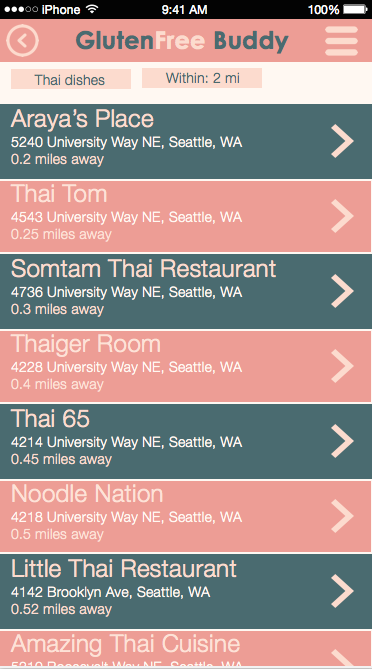 iPhone 9:41 AM 100%
GlutenFree Buddy
Thai dishes Within: 2 mi
Araya's Place
5240 University Way NE, Seattle, WA
0.2 miles away
Thai Tom
4543 University Way NE, Seattle, WA
0.25 miles away
Somtam Thai Restaurant
4736 University Way NE, Seattle, WA
0.3 miles away
Thaiger Room
4228 University Way NE, Seattle, WA
0.4 miles away
Thai 65
4214 University Way NE, Seattle, WA
0.45 miles away
Noodle Nation
4218 University Way NE, Seattle, WA
0.5 miles away
Little Thai Restaurant
4142 Brooklyn Ave, Seattle, WA
0.52 miles away
Amazing Thai Cuisine
Roosevelt Way NE, Seattle, WA